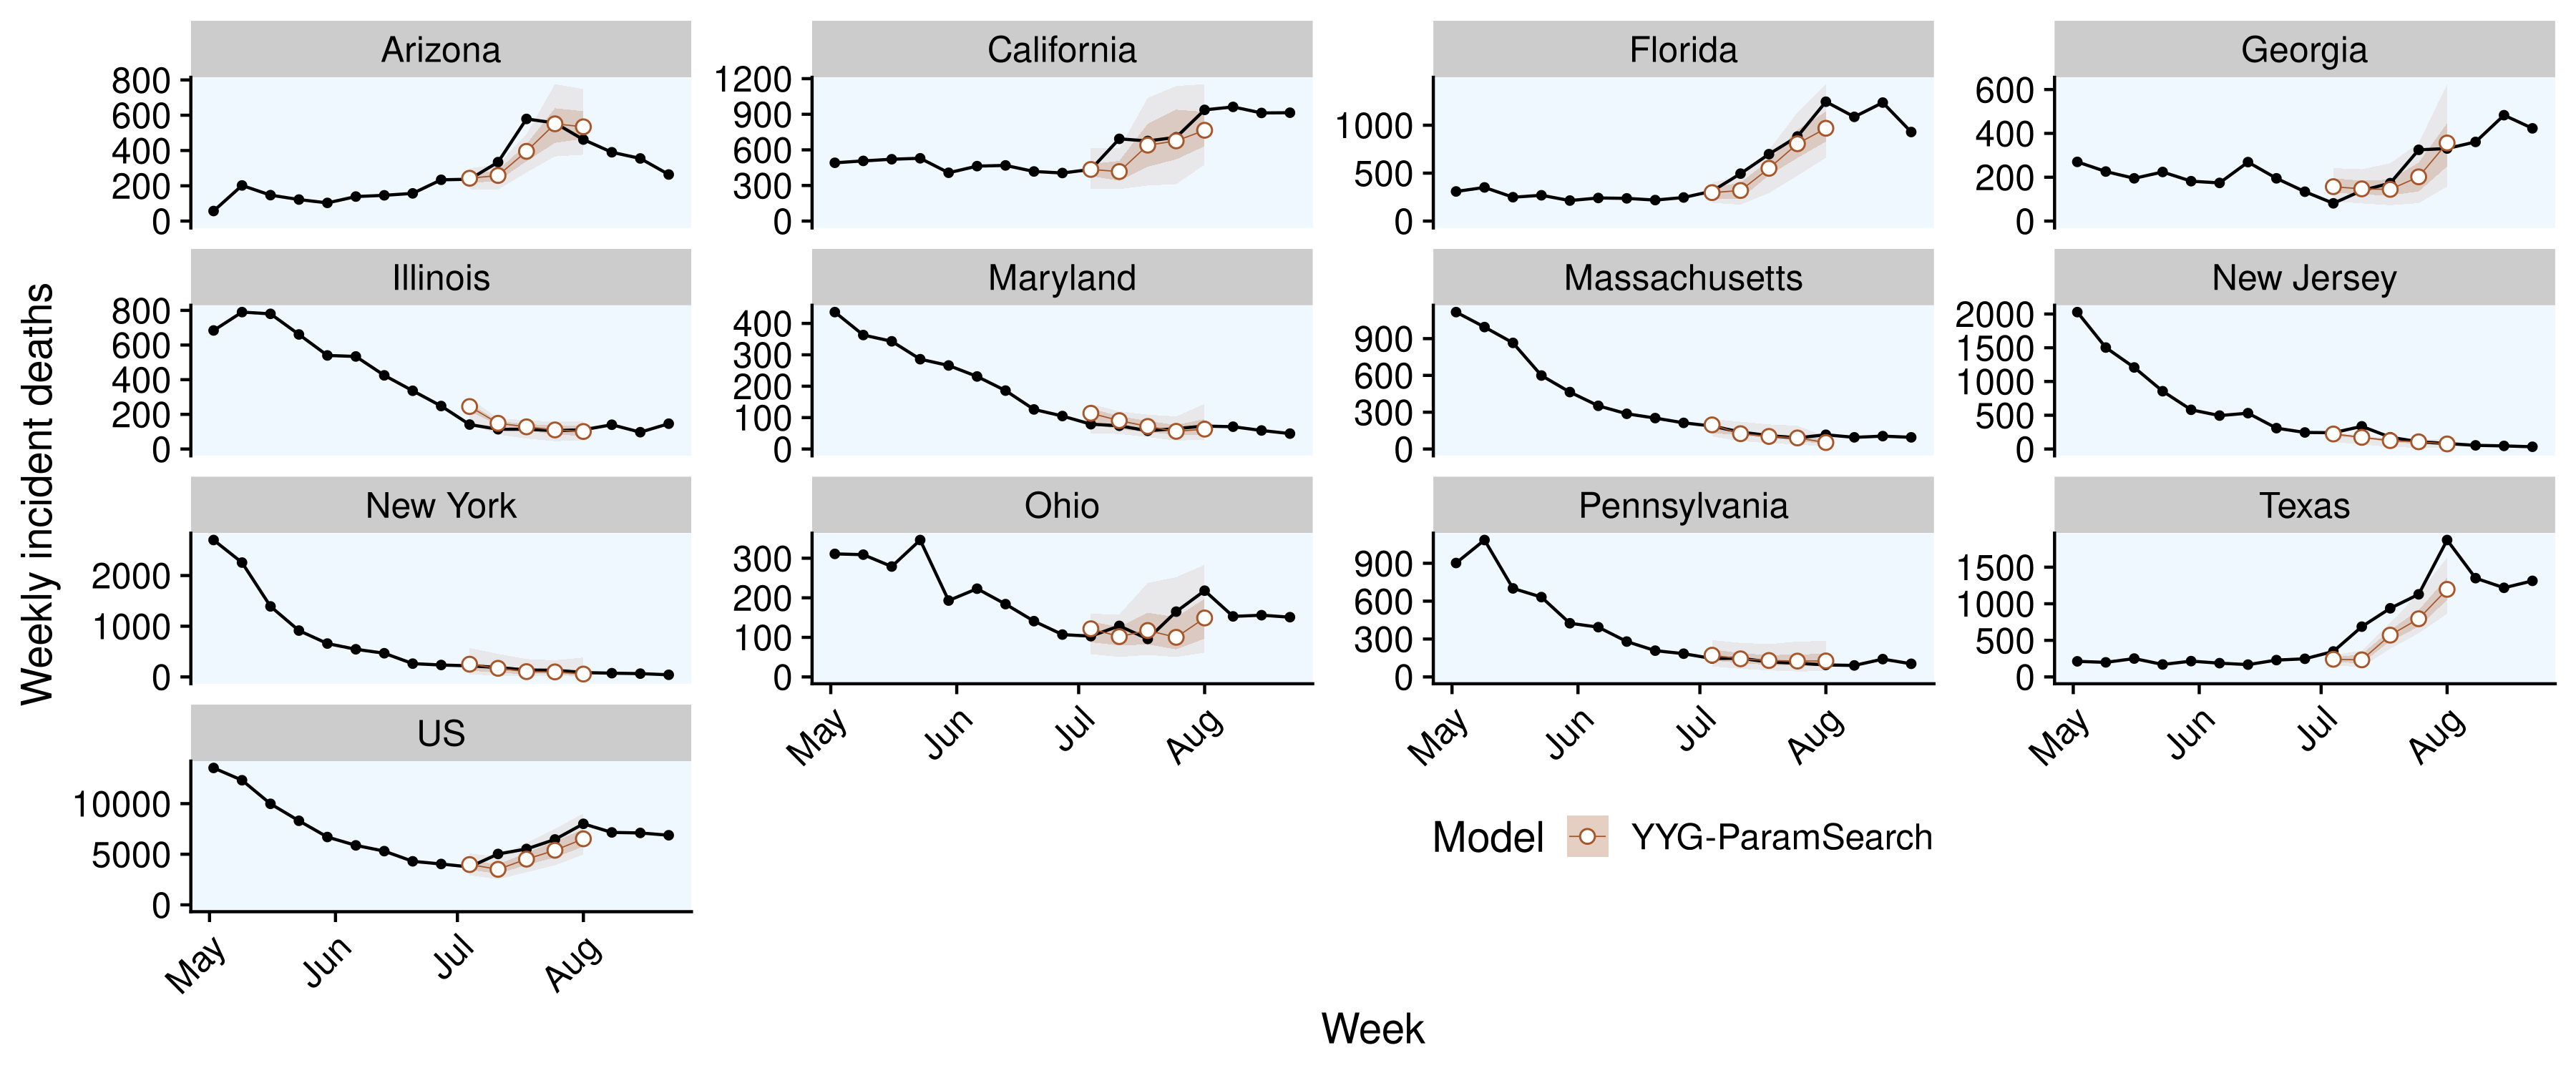 Weekly incident deaths
Arizona
800
600
400
200
0
California
1200
900
600
300
0
Florida
1000
500
0
Georgia
600
400
200
0
Illinois
800
600
400
200
0
Maryland
400
300
200
100
0
Massachusetts
900
600
300
0
New Jersey
2000
1500
1000
500
0
New York
2000
1000
0
Ohio
300
200
100
0
May Jun Jul Aug
Pennsylvania
900
600
300
0
May Jun Jul Aug
Texas
1500
1000
500
0
May Jun Jul Aug
US
10000
5000
0
May Jun Jul Aug
Model YYG-ParamSearch
Week